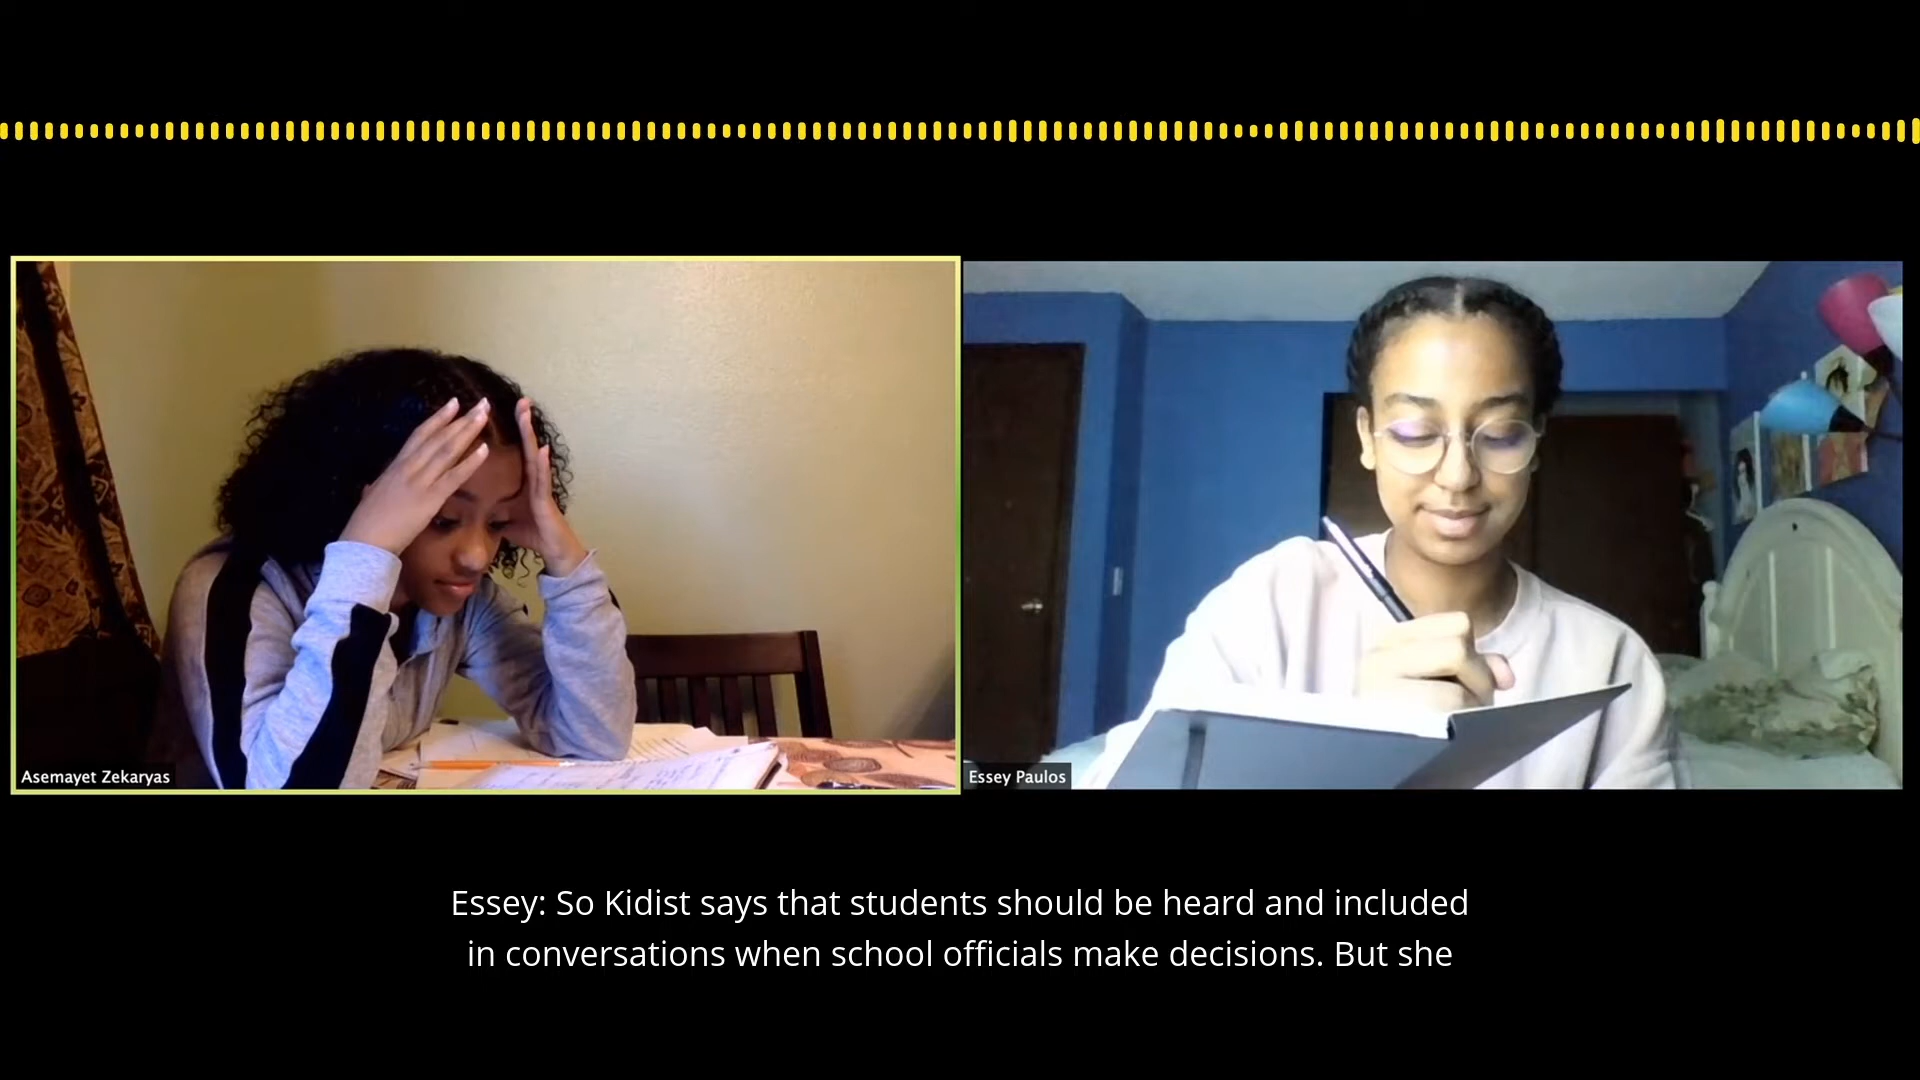 Asemayet Zekaryas
Essey Paulos
Essey: So Kidist says that students should be heard and included
in conversations when school officials make decisions. But she